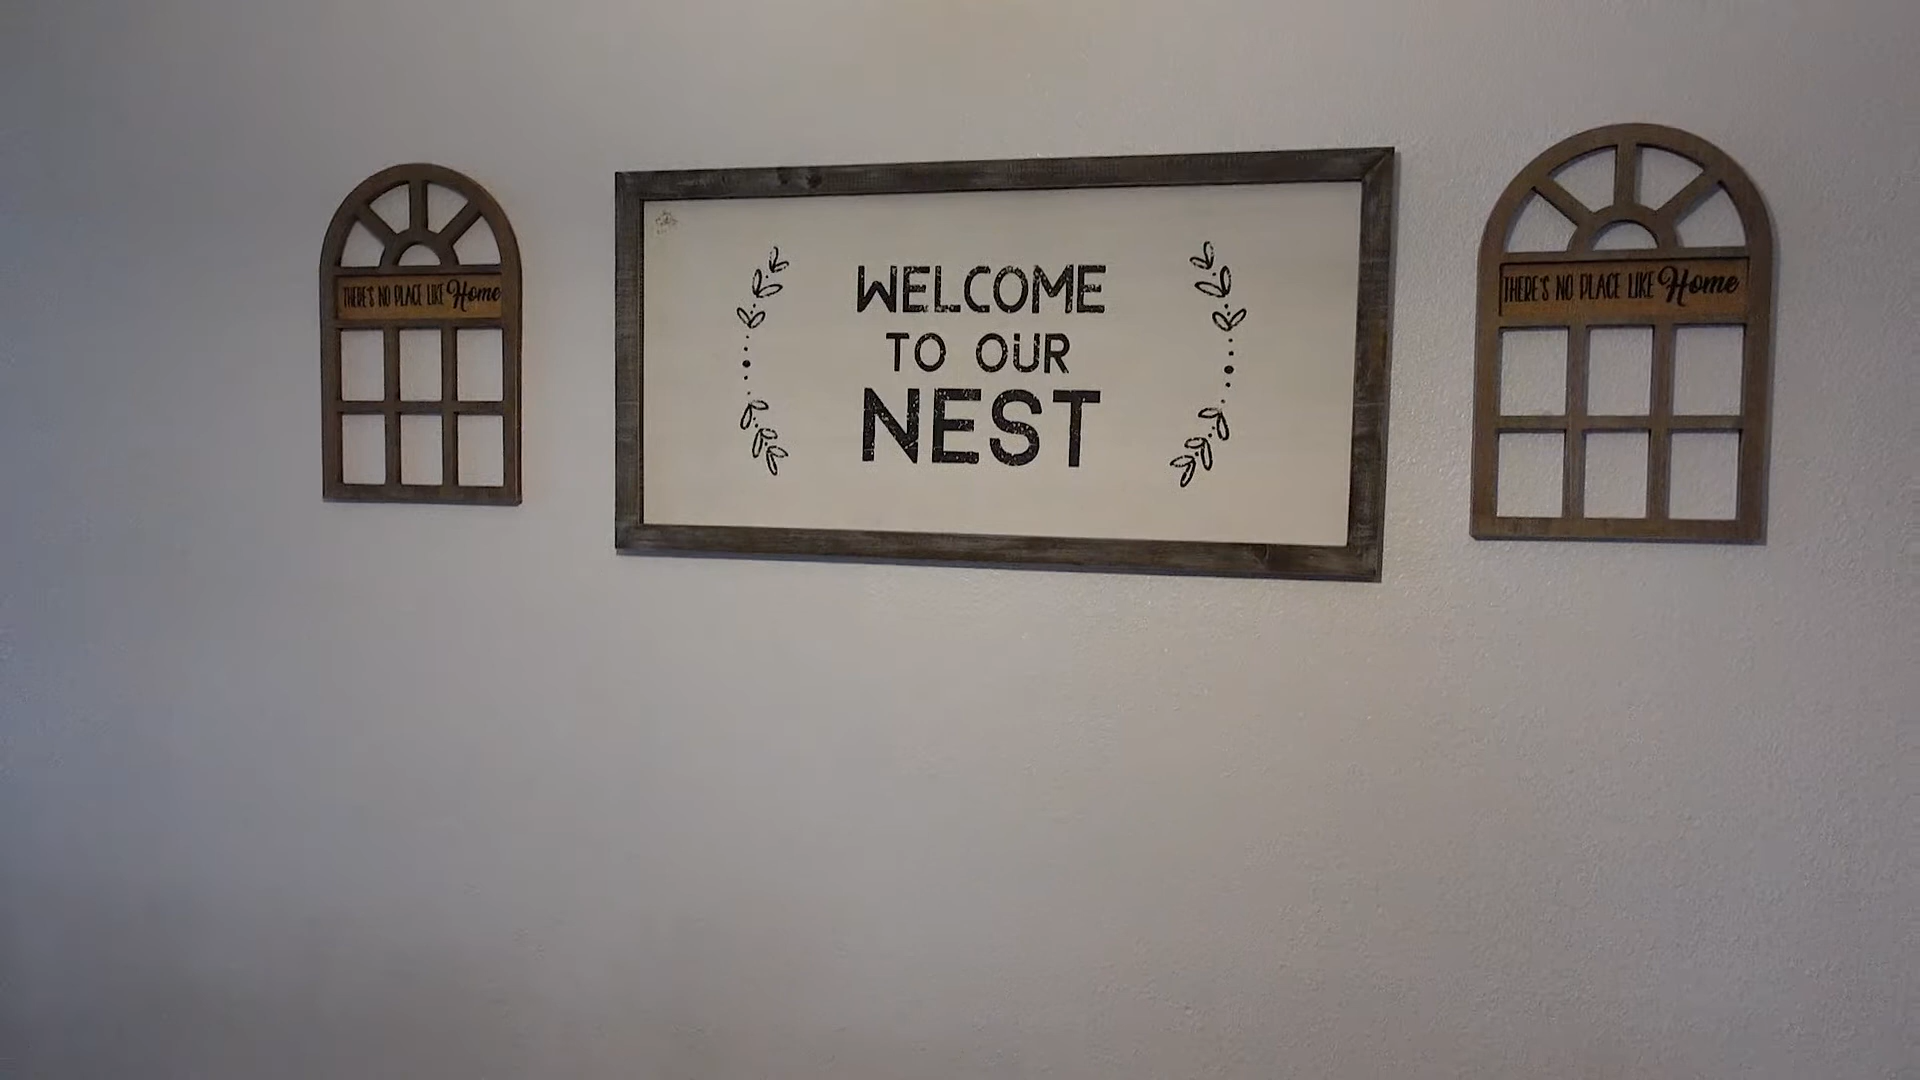 THERE'S NO PLACE LIKE Home
WELCOME
TO OUR
NEST
THERE'S NO PLACE LIKE Home